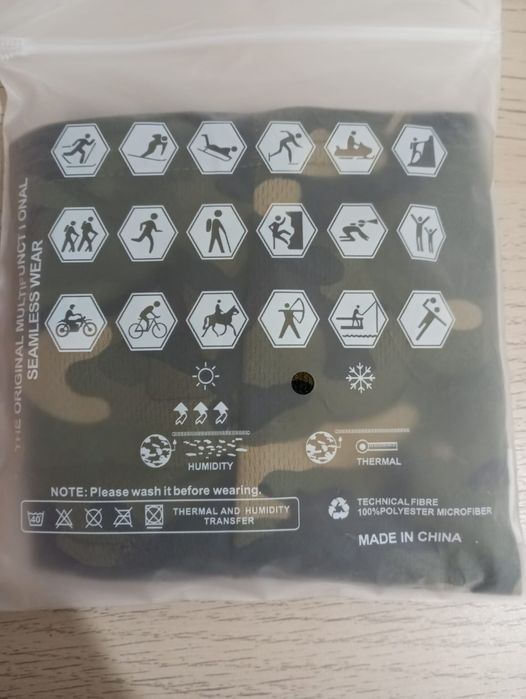 THE ORIGINAL MULTIFUNCTIONAL
SEAMLESS WEAR
HUMIDITY
THERMAL
NOTE: Please wash it before wearing.
40
THERMAL AND HUMIDITY
TRANSFER
TECHNICAL FIBRE
100%POLYESTER MICROFIBER
MADE IN CHINA